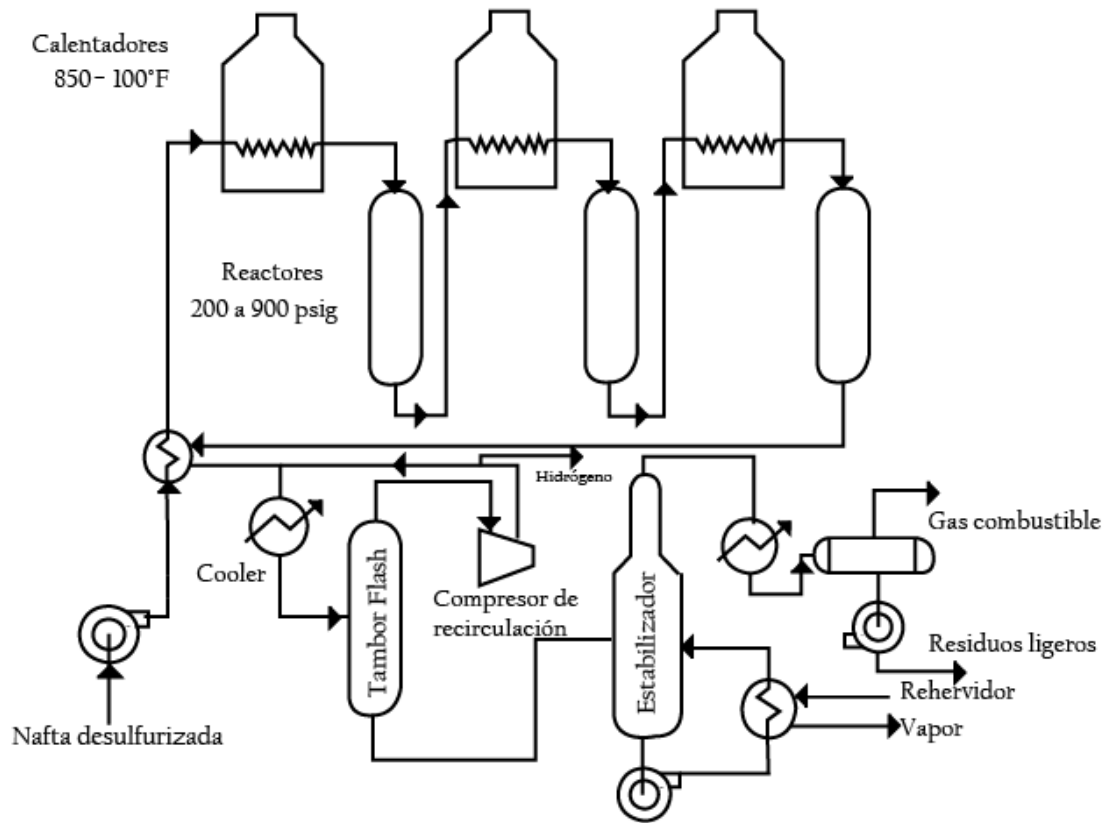 Calentadores
850- 100°F
Reactores
200 a 900 psig
Hidrógeno
Gas combustible
Cooler
Tambor Flash
Compresor de
recirculación
Estabilizador
Residuos ligeros
Rehervidor
Vapor
Nafta desulfurizada